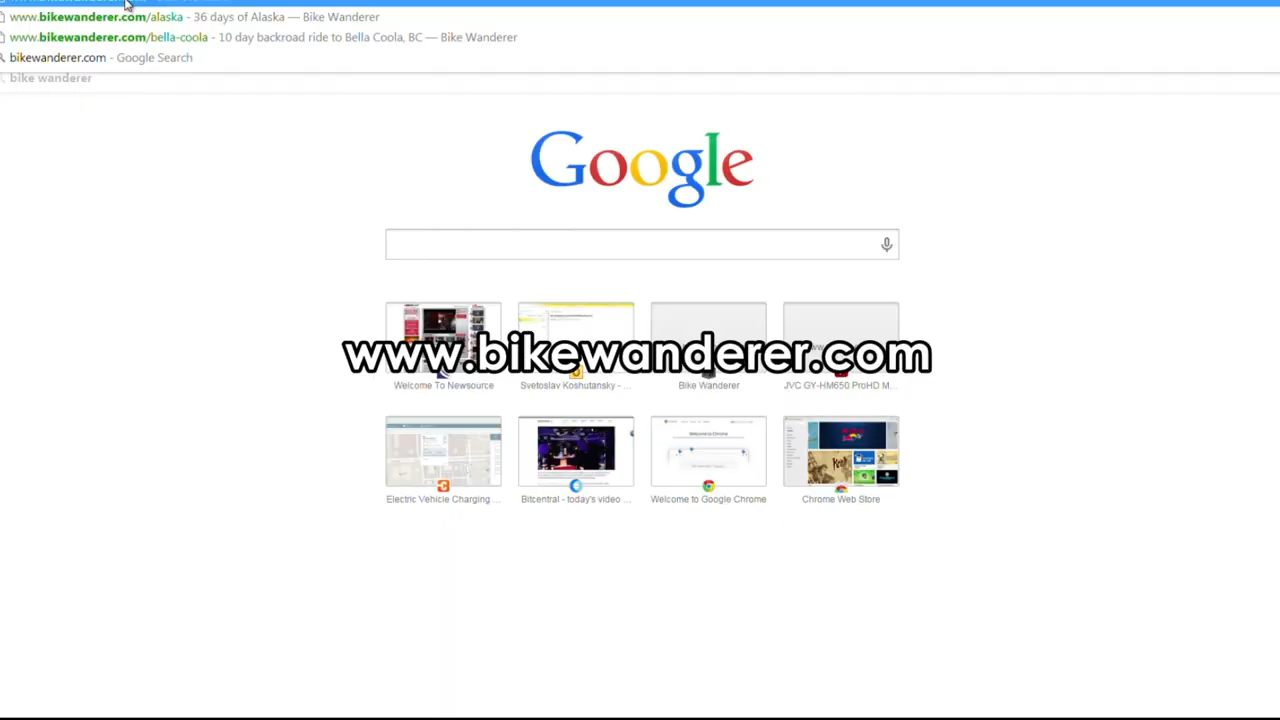 www.bikewanderer.com/alaska - 36 days of Alaska — Bike Wanderer
www.bikewanderer.com/bella-coola - 10 day backroad ride to Bella Coola, BC — Bike Wanderer
bikewanderer.com - Google Search
bike wanderer
Google
www.bikewanderer.com
Welcome To Newsource
Svetoslav Koshutansky - ...
Bike Wanderer
JVC GY-HM650 ProHD M...
Electric Vehicle Charging ...
Bitcentral - today's video ...
Welcome to Google Chrome
Chrome Web Store